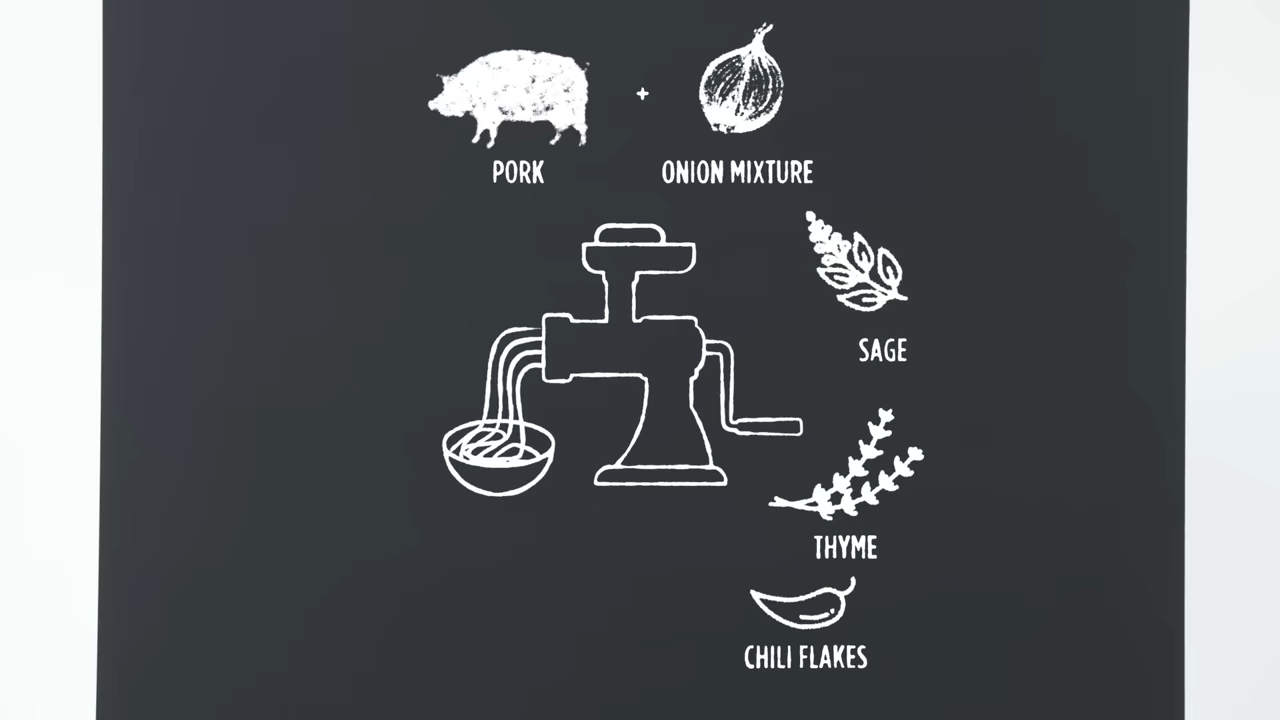 PORK
+
ONION MIXTURE
SAGE
THYME
CHILI FLAKES